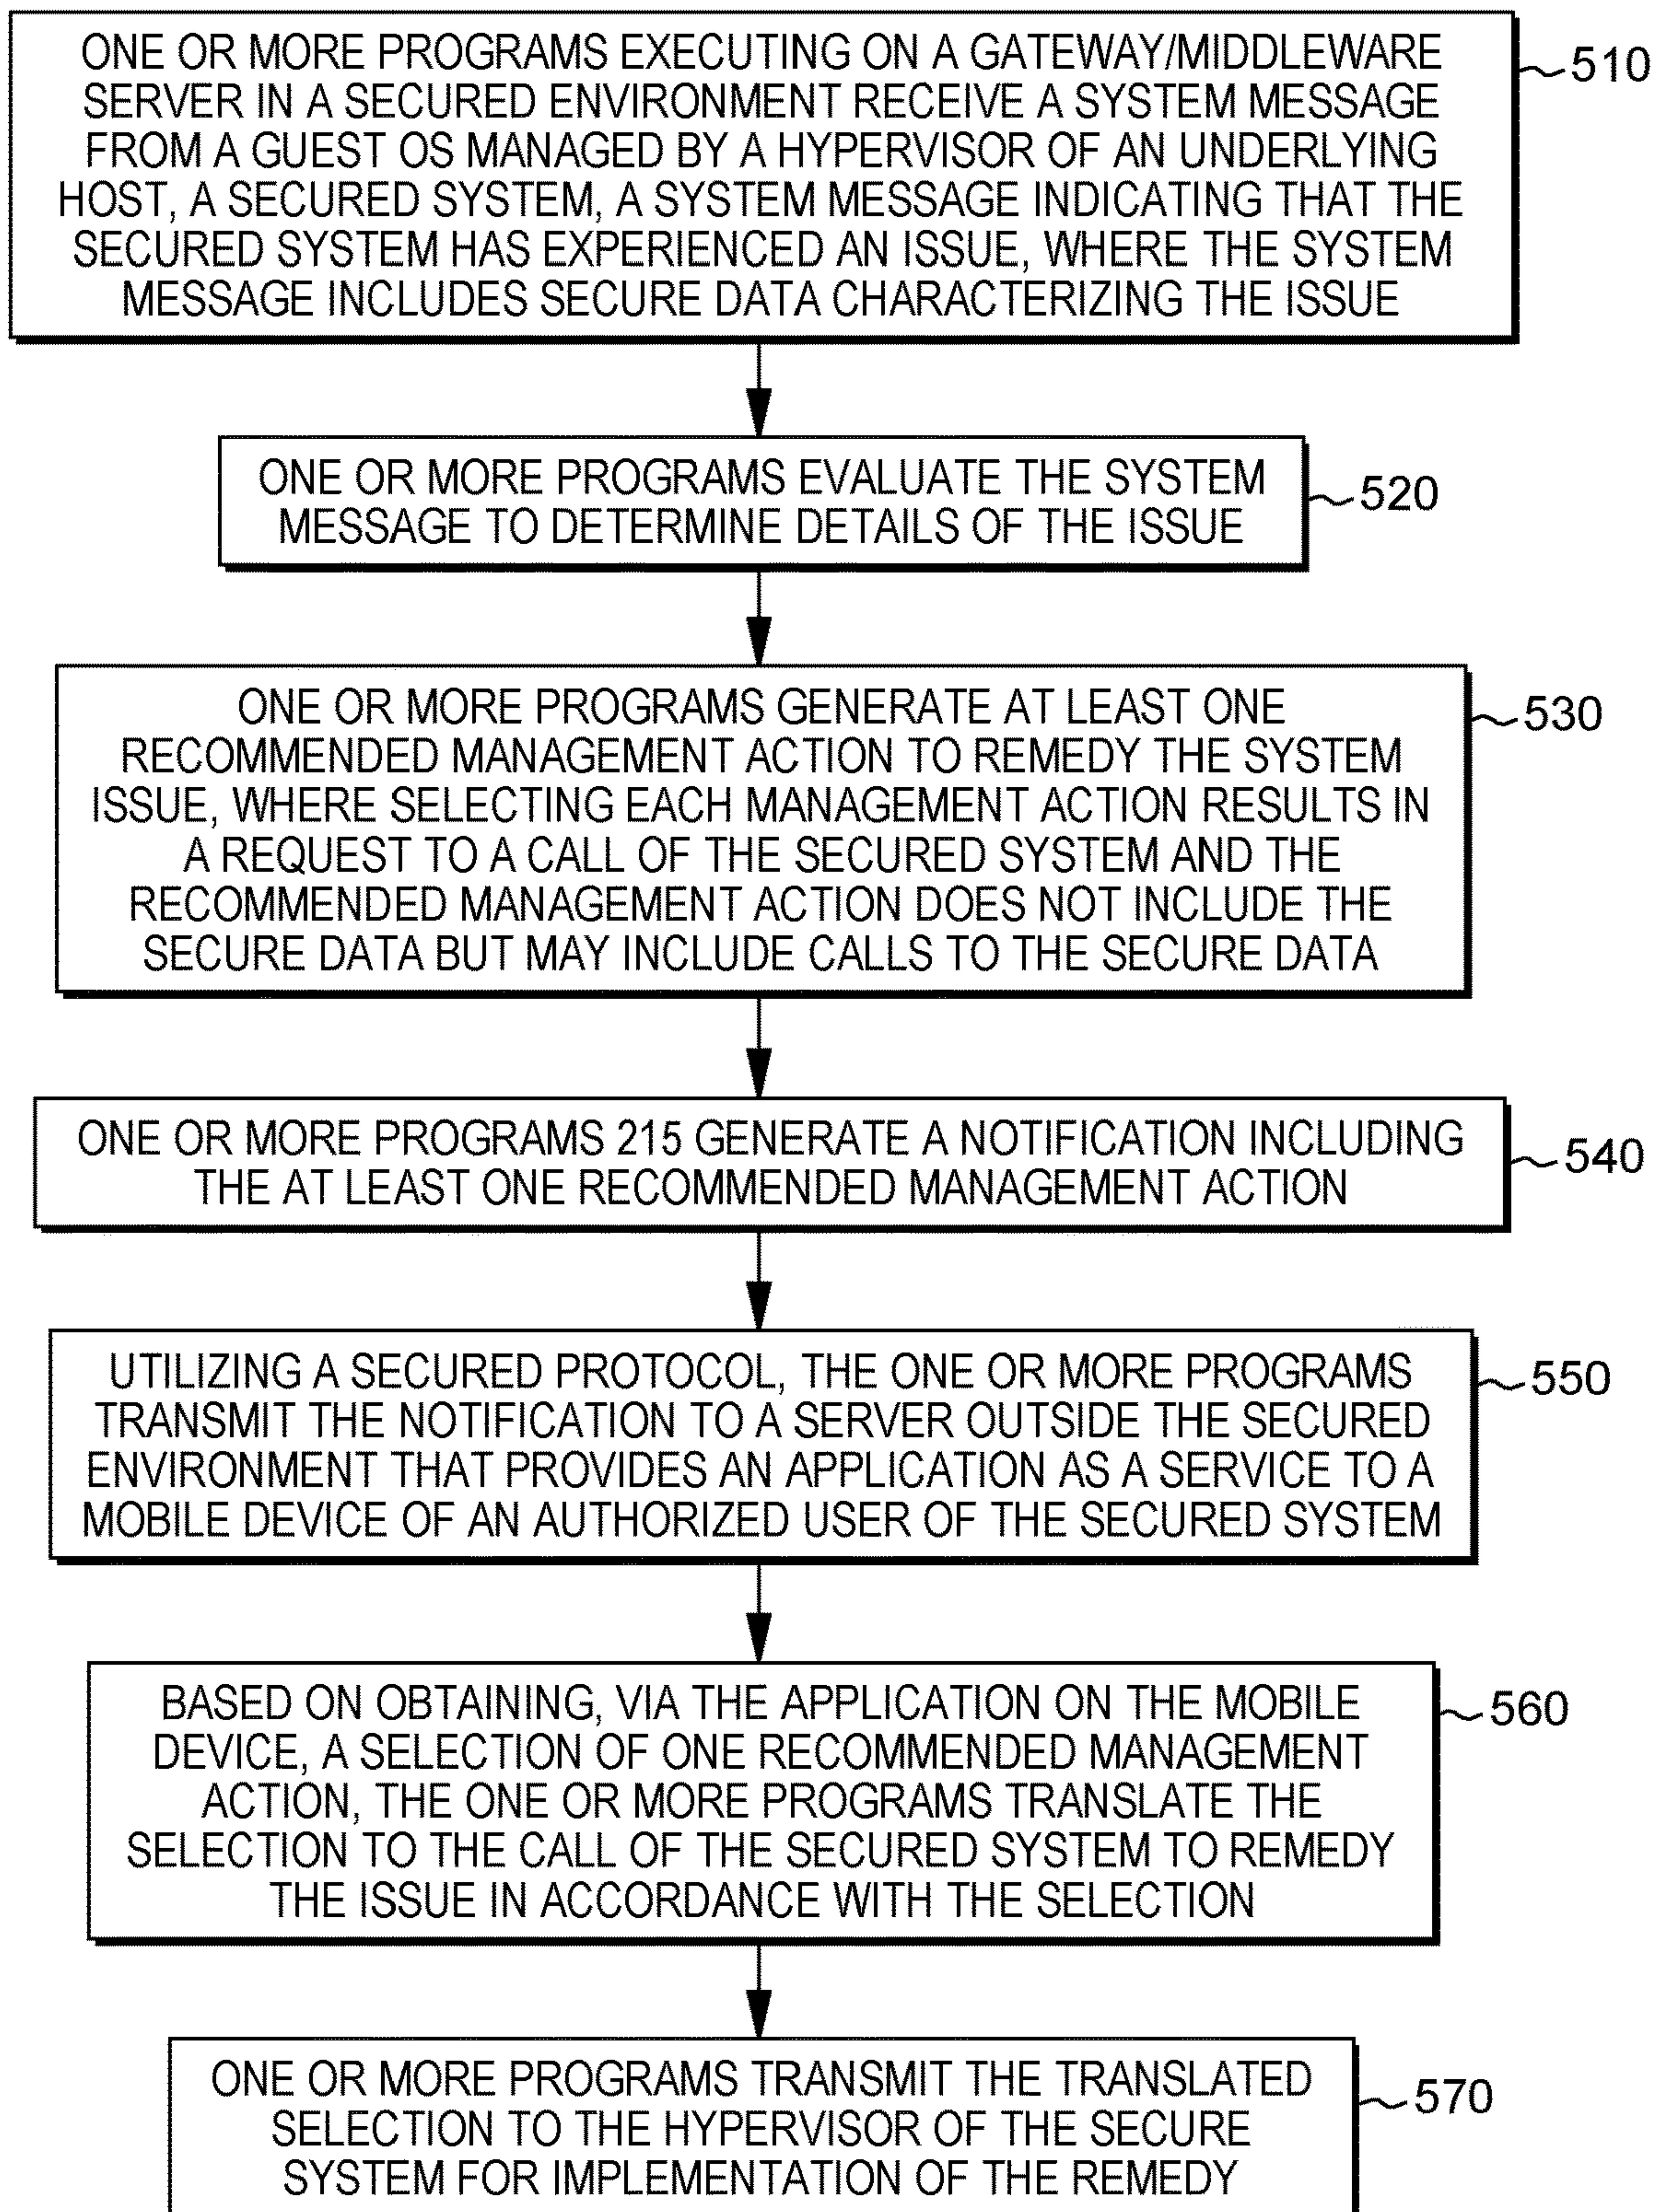 ONE OR MORE PROGRAMS EXECUTING ON A GATEWAY/MIDDLEWARE
SERVER IN A SECURED ENVIRONMENT RECEIVE A SYSTEM MESSAGE
FROM A GUEST OS MANAGED BY A HYPERVISOR OF AN UNDERLYING
HOST, A SECURED SYSTEM, A SYSTEM MESSAGE INDICATING THAT THE
SECURED SYSTEM HAS EXPERIENCED AN ISSUE, WHERE THE SYSTEM
MESSAGE INCLUDES SECURE DATA CHARACTERIZING THE ISSUE
510
ONE OR MORE PROGRAMS EVALUATE THE SYSTEM
MESSAGE TO DETERMINE DETAILS OF THE ISSUE
520
ONE OR MORE PROGRAMS GENERATE AT LEAST ONE
RECOMMENDED MANAGEMENT ACTION TO REMEDY THE SYSTEM
ISSUE, WHERE SELECTING EACH MANAGEMENT ACTION RESULTS IN
A REQUEST TO A CALL OF THE SECURED SYSTEM AND THE
RECOMMENDED MANAGEMENT ACTION DOES NOT INCLUDE THE
SECURE DATA BUT MAY INCLUDE CALLS TO THE SECURE DATA
530
ONE OR MORE PROGRAMS 215 GENERATE A NOTIFICATION INCLUDING
THE AT LEAST ONE RECOMMENDED MANAGEMENT ACTION
540
UTILIZING A SECURED PROTOCOL, THE ONE OR MORE PROGRAMS
TRANSMIT THE NOTIFICATION TO A SERVER OUTSIDE THE SECURED
ENVIRONMENT THAT PROVIDES AN APPLICATION AS A SERVICE TO A
MOBILE DEVICE OF AN AUTHORIZED USER OF THE SECURED SYSTEM
550
BASED ON OBTAINING, VIA THE APPLICATION ON THE MOBILE
DEVICE, A SELECTION OF ONE RECOMMENDED MANAGEMENT
ACTION, THE ONE OR MORE PROGRAMS TRANSLATE THE
SELECTION TO THE CALL OF THE SECURED SYSTEM TO REMEDY
THE ISSUE IN ACCORDANCE WITH THE SELECTION
560
ONE OR MORE PROGRAMS TRANSMIT THE TRANSLATED
SELECTION TO THE HYPERVISOR OF THE SECURE
SYSTEM FOR IMPLEMENTATION OF THE REMEDY
570